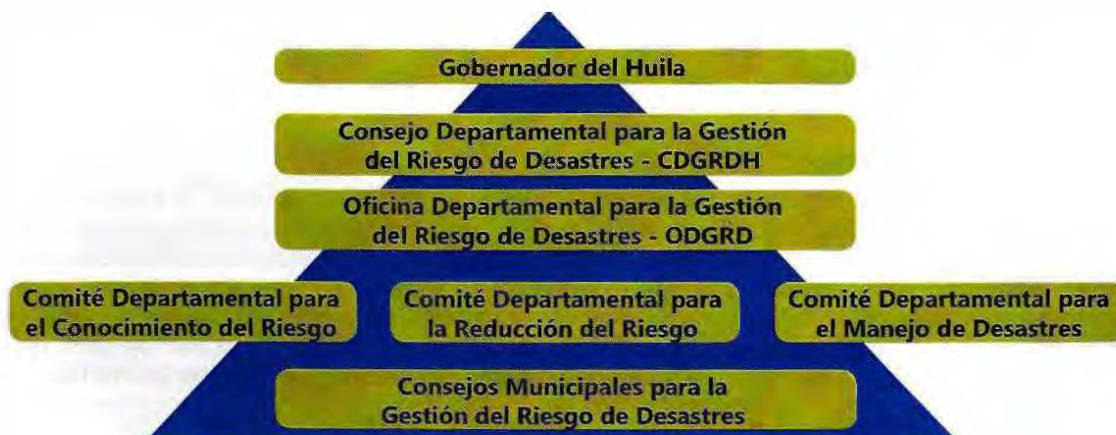 Gobernador del Huila
Consejo Departamental para la Gestión
del Riesgo de Desastres - CDGRDH
Oficina Departamental para la Gestión
del Riesgo de Desastres - ODGRD
Comité Departamental para
el Conocimiento del Riesgo
Comité Departamental para
la Reducción del Riesgo
Comité Departamental para
el Manejo de Desastres
Consejos Municipales para la
Gestión del Riesgo de Desastres